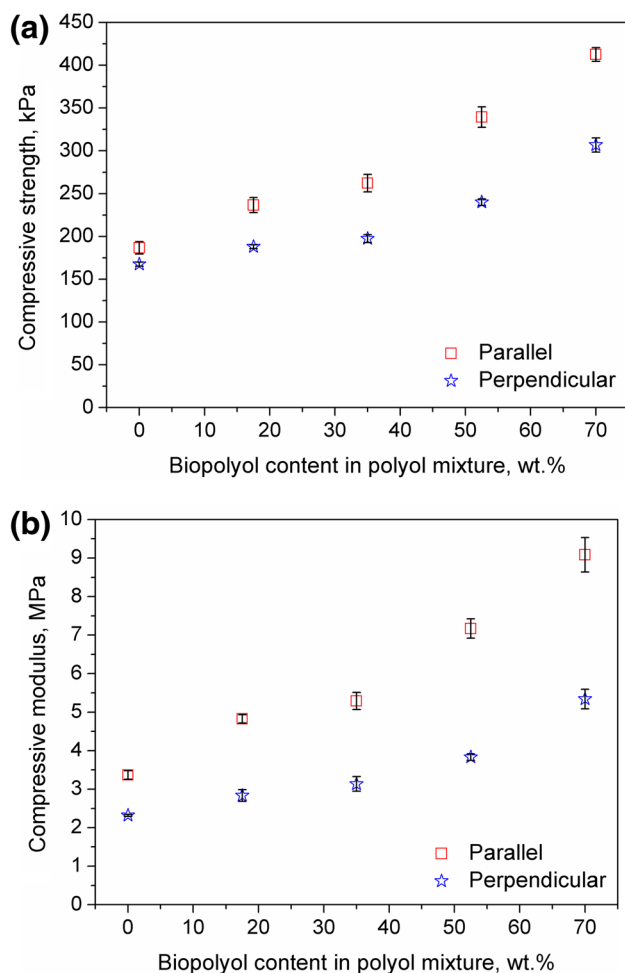 (a)
Compressive strength, kPa
450
400
350
300
250
200
150
100
50
0
Parallel
Perpendicular
0 10 20 30 40 50 60 70
Biopolyol content in polyol mixture, wt.%
(b)
Compressive modulus, MPa
10
9
8
7
6
5
4
3
2
1
0
Parallel
Perpendicular
0 10 20 30 40 50 60 70
Biopolyol content in polyol mixture, wt.%